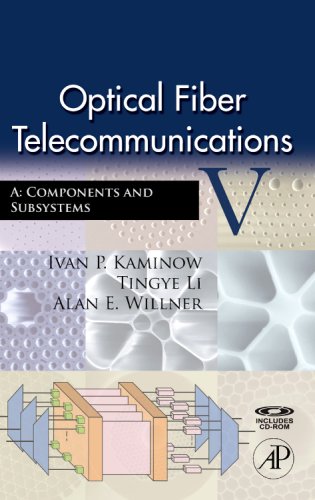 Optical Fiber
Telecommunications
V
A: Components and
Subsystems
Ivan P. Kaminow
Tingye Li
Alan E. Willner
INCLUDES
CD-ROM
AP